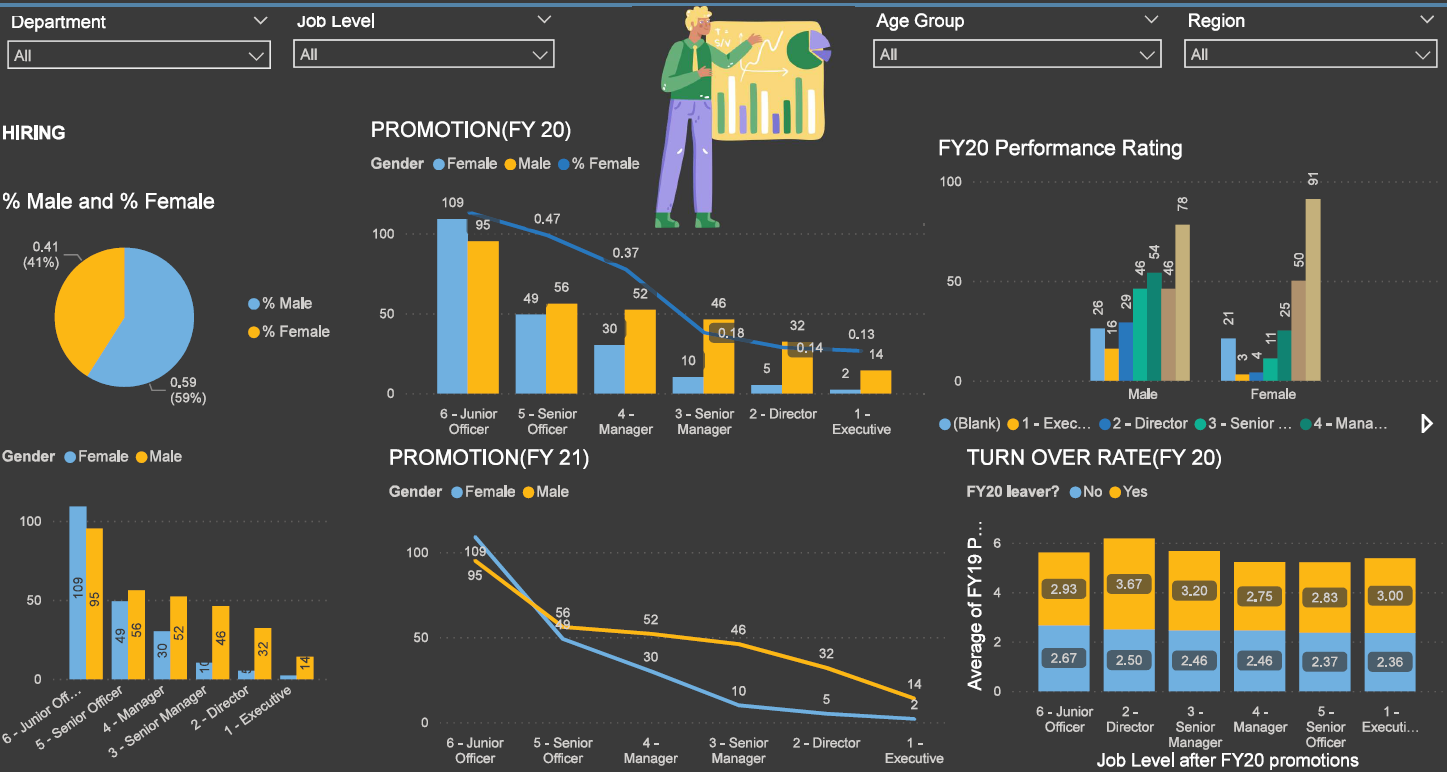 Department
Job Level
Age Group
Region
All
All
All
All
T =
S/V
HIRING
% Male and % Female
0.41
(41%)
% Male
% Female
0.59
(59%)
PROMOTION(FY 20)
Gender Female Male % Female
109
95
0.47
49
56
0.37
30
52
10
46
0.18
5
32
0.14
0.13
2
14
100
50
0
6 - Junior Officer
5 - Senior Officer
4 - Manager
3 - Senior Manager
2 - Director
1 - Executive
FY20 Performance Rating
100
50
0
26
16
29
46
54
46
78
21
3
4
11
25
50
91
Male
Female
(Blank) 1 - Exec... 2 - Director 3 - Senior ... 4 - Mana...
Gender Female Male
100
50
0
109
95
49
56
30
52
10
46
5
32
14
6 - Junior Off...
5 - Senior Officer
4 - Manager
3 - Senior Manager
2 - Director
1 - Executive
PROMOTION(FY 21)
Gender Female Male
100
50
0
109
95
56
49
52
30
46
10
32
5
14
2
6 - Junior Officer
5 - Senior Officer
4 - Manager
3 - Senior Manager
2 - Director
1 - Executive
TURN OVER RATE(FY 20)
FY20 leaver? No Yes
Average of FY19 P...
6
4
2
0
2.93
3.67
3.20
2.75
2.83
3.00
2.67
2.50
2.46
2.46
2.37
2.36
6 - Junior Officer
2 - Director
3 - Senior Manager
4 - Manager
5 - Senior Officer
1 - Executi...
Job Level after FY20 promotions